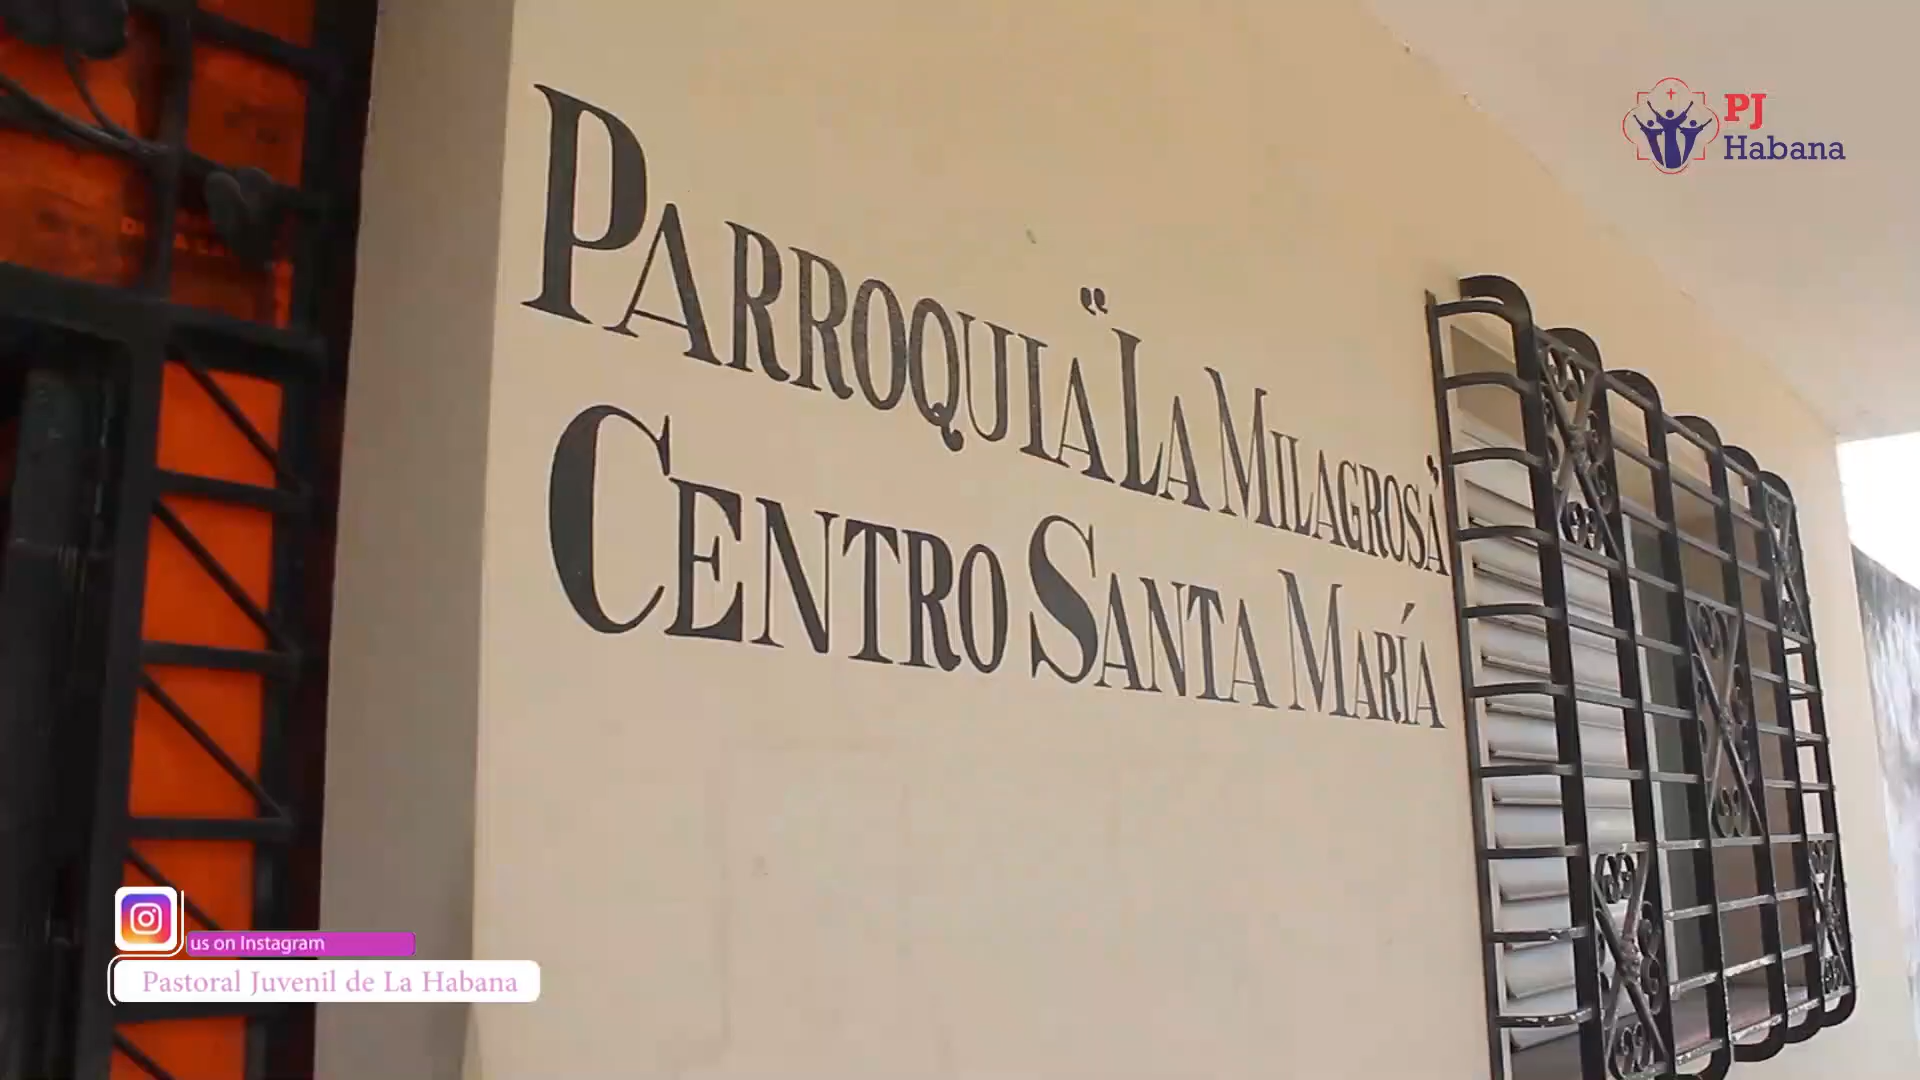 PJ
Habana
PARROQUIA "LA MILAGROSA"
CENTRO SANTA MARÍA
us on Instagram
Pastoral Juvenil de La Habana